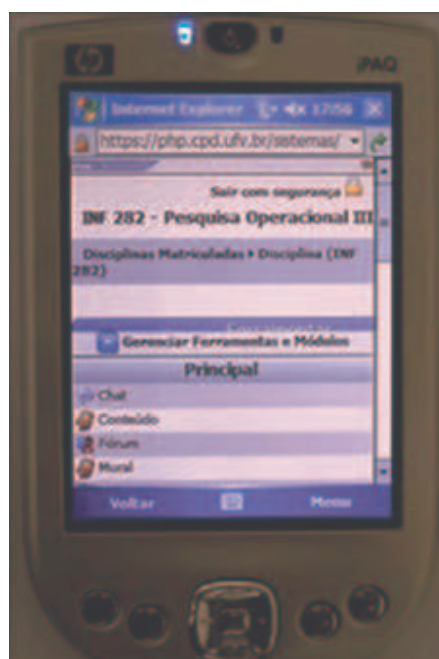 hp
iPAQ
Internet Explorer 17:56
https://php.cpd.ufv.br/sistemas/
Sair com segurança
INF 282 - Pesquisa Operacional III
Disciplinas Matriculadas Disciplina (INF
282)
Gerenciar Ferramentas e Módulos
Principal
Chat
Conteúdo
Fórum
Mural
Voltar Menu